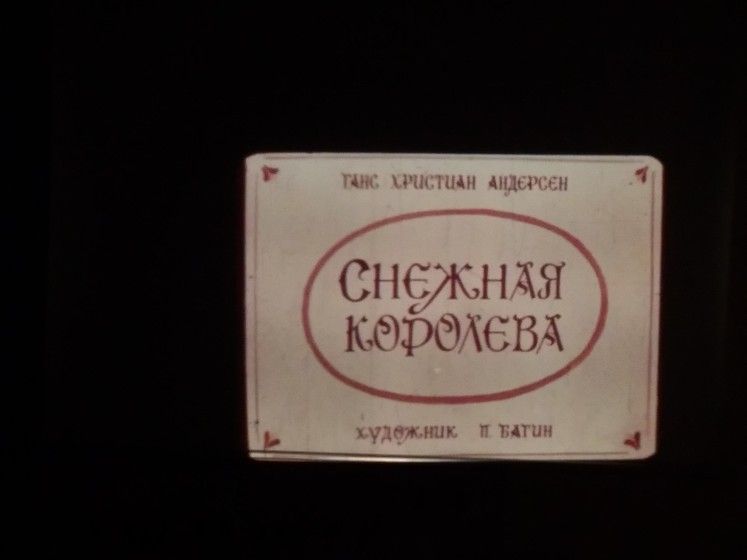 ГАНС ХРИСТИАН АНДЕРСЕН
СНЕЖНАЯ
КОРОЛЕВА
ХУДОЖНИК П. БАГИН